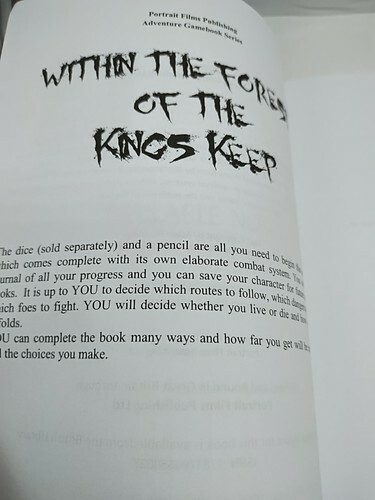 Portrait Films Publishing
Adventure Gamebook Series
WITHIN THE FORES
OF THE
KINGS KEEP
The dice (sold separately) and a pencil are all you need to begin
which comes complete with its own elaborate combat system.
urnal of all your progress and you can save your character for
oks. It is up to YOU to decide which routes to follow, which
ich foes to fight. YOU will decide whether you live or die and
folds.
OU can complete the book many ways and how far you get will
d the choices you make.